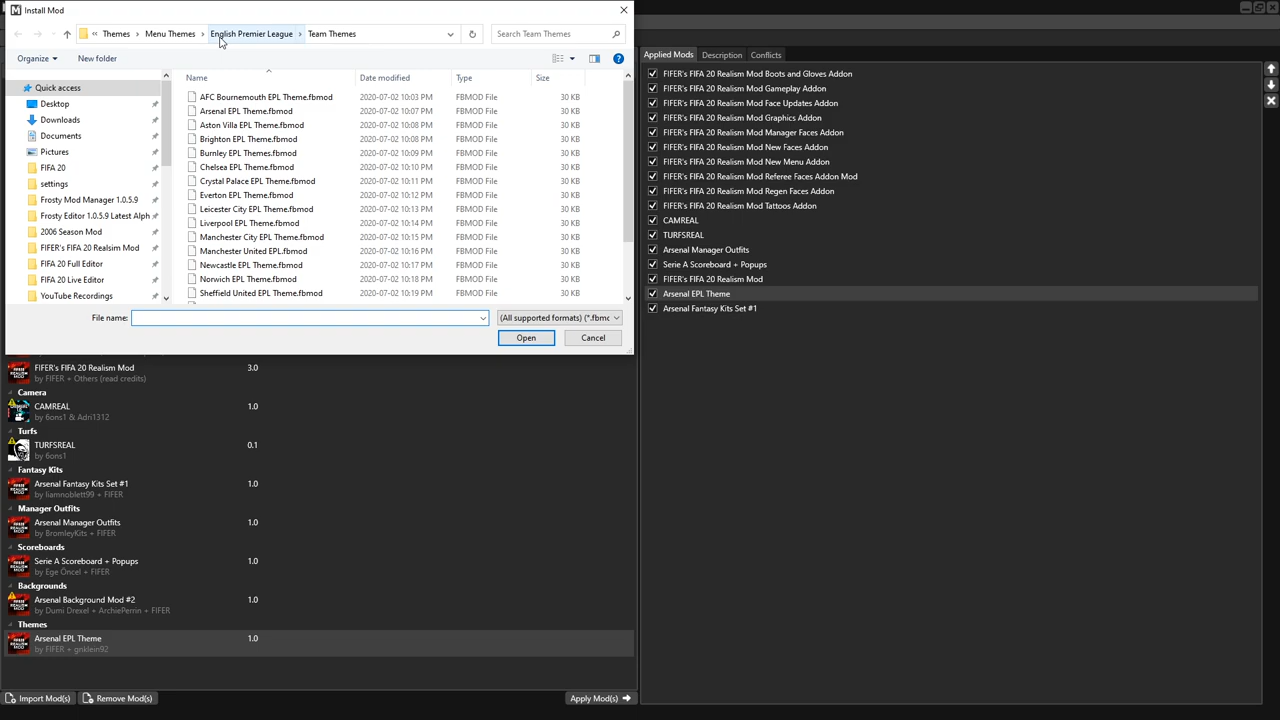 Install Mod
« Themes › Menu Themes › English Premier League › Team Themes
Search Team Themes
Organize
New folder
Name Date modified Type Size
Quick access
Desktop
Downloads
Documents
Pictures
FIFA 20
settings
Frosty Mod Manager 1.0.5.9
Frosty Editor 1.0.5.9 Latest Alph
2006 Season Mod
FIFER's FIFA 20 Realsim Mod
FIFA 20 Full Editor
FIFA 20 Live Editor
YouTube Recordings
AFC Bournemouth EPL Theme.fbmod 2020-07-02 10:03 PM FBMOD File 30 KB
Arsenal EPL Theme.fbmod 2020-07-02 10:07 PM FBMOD File 30 KB
Aston Villa EPL Theme.fbmod 2020-07-02 10:08 PM FBMOD File 30 KB
Brighton EPL Theme.fbmod 2020-07-02 10:08 PM FBMOD File 30 KB
Burnley EPL Themes.fbmod 2020-07-02 10:09 PM FBMOD File 30 KB
Chelsea EPL Theme.fbmod 2020-07-02 10:10 PM FBMOD File 30 KB
Crystal Palace EPL Theme.fbmod 2020-07-02 10:11 PM FBMOD File 30 KB
Everton EPL Theme.fbmod 2020-07-02 10:12 PM FBMOD File 30 KB
Leicester City EPL Theme.fbmod 2020-07-02 10:13 PM FBMOD File 30 KB
Liverpool EPL Theme.fbmod 2020-07-02 10:14 PM FBMOD File 30 KB
Manchester City EPL Theme.fbmod 2020-07-02 10:15 PM FBMOD File 30 KB
Manchester United EPL.fbmod 2020-07-02 10:16 PM FBMOD File 30 KB
Newcastle EPL Theme.fbmod 2020-07-02 10:17 PM FBMOD File 30 KB
Norwich EPL Theme.fbmod 2020-07-02 10:18 PM FBMOD File 30 KB
Sheffield United EPL Theme.fbmod 2020-07-02 10:19 PM FBMOD File 30 KB
File name:
(All supported formats) (*.fbmc
Open
Cancel
FIFER's FIFA 20 Realism Mod 3.0
by FIFER + Others (read credits)
Camera
CAMREAL 1.0
by 6ons1 & Adri1312
Turfs
TURFSREAL 0.1
by 6ons1
Fantasy Kits
Arsenal Fantasy Kits Set #1 1.0
by liamnoblett99 + FIFER
Manager Outfits
Arsenal Manager Outfits 1.0
by BromleyKits + FIFER
Scoreboards
Serie A Scoreboard + Popups 1.0
by Ege Öncel + FIFER
Backgrounds
Arsenal Background Mod #2 1.0
by Dumi Drexel + ArchiePerrin + FIFER
Themes
Arsenal EPL Theme 1.0
by FIFER + gnklein92
Import Mod(s)
Remove Mod(s)
Apply Mod(s)
Applied Mods Description Conflicts
FIFER's FIFA 20 Realism Mod Boots and Gloves Addon
FIFER's FIFA 20 Realism Mod Gameplay Addon
FIFER's FIFA 20 Realism Mod Face Updates Addon
FIFER's FIFA 20 Realism Mod Graphics Addon
FIFER's FIFA 20 Realism Mod Manager Faces Addon
FIFER's FIFA 20 Realism Mod New Faces Addon
FIFER's FIFA 20 Realism Mod New Menu Addon
FIFER's FIFA 20 Realism Mod Referee Faces Addon Mod
FIFER's FIFA 20 Realism Mod Regen Faces Addon
FIFER's FIFA 20 Realism Mod Tattoos Addon
CAMREAL
TURFSREAL
Arsenal Manager Outfits
Serie A Scoreboard + Popups
FIFER's FIFA 20 Realism Mod
Arsenal EPL Theme
Arsenal Fantasy Kits Set #1